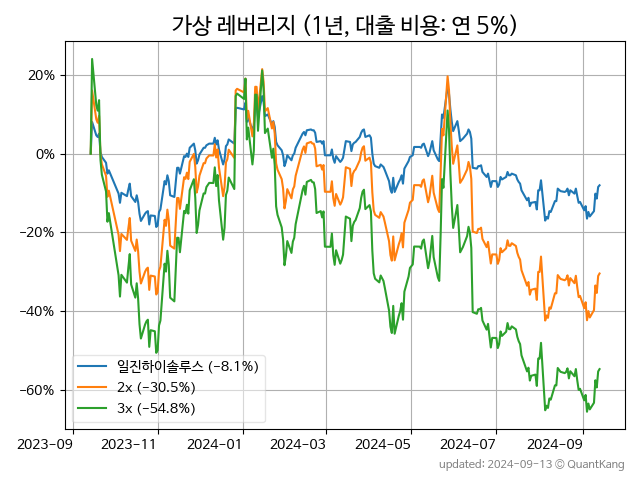 가상 레버리지 (1년, 대출 비용: 연 5%)
20%
0%
−20%
−40%
−60%
일진하이솔루스 (−8.1%)
2x (−30.5%)
3x (−54.8%)
2023-09
2023-11
2024-01
2024-03
2024-05
2024-07
2024-09
updated: 2024-09-13 © QuantKang